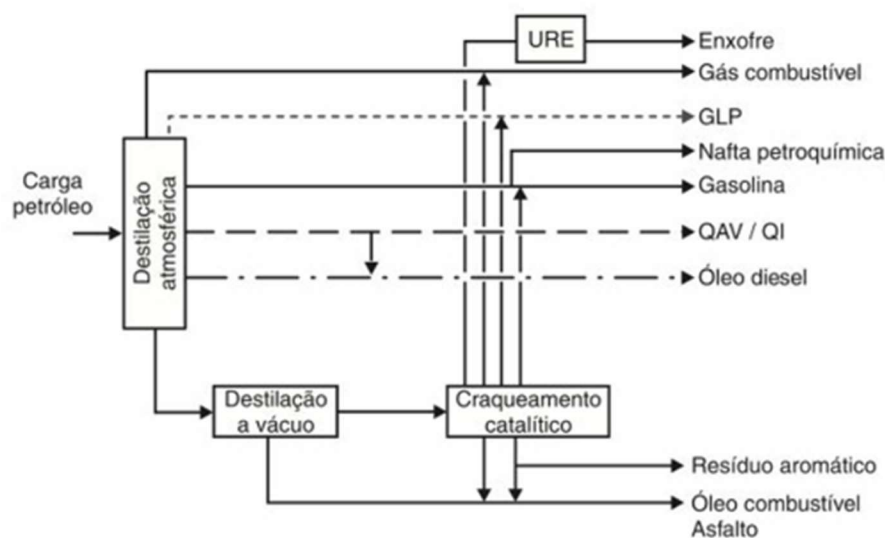 URE
Enxofre
Gás combustível
GLP
Nafta petroquímica
Gasolina
Carga
petróleo
Destilação
atmosférica
QAV / QI
Óleo diesel
Destilação
a vácuo
Craqueamento
catalítico
Resíduo aromático
Óleo combustível
Asfalto